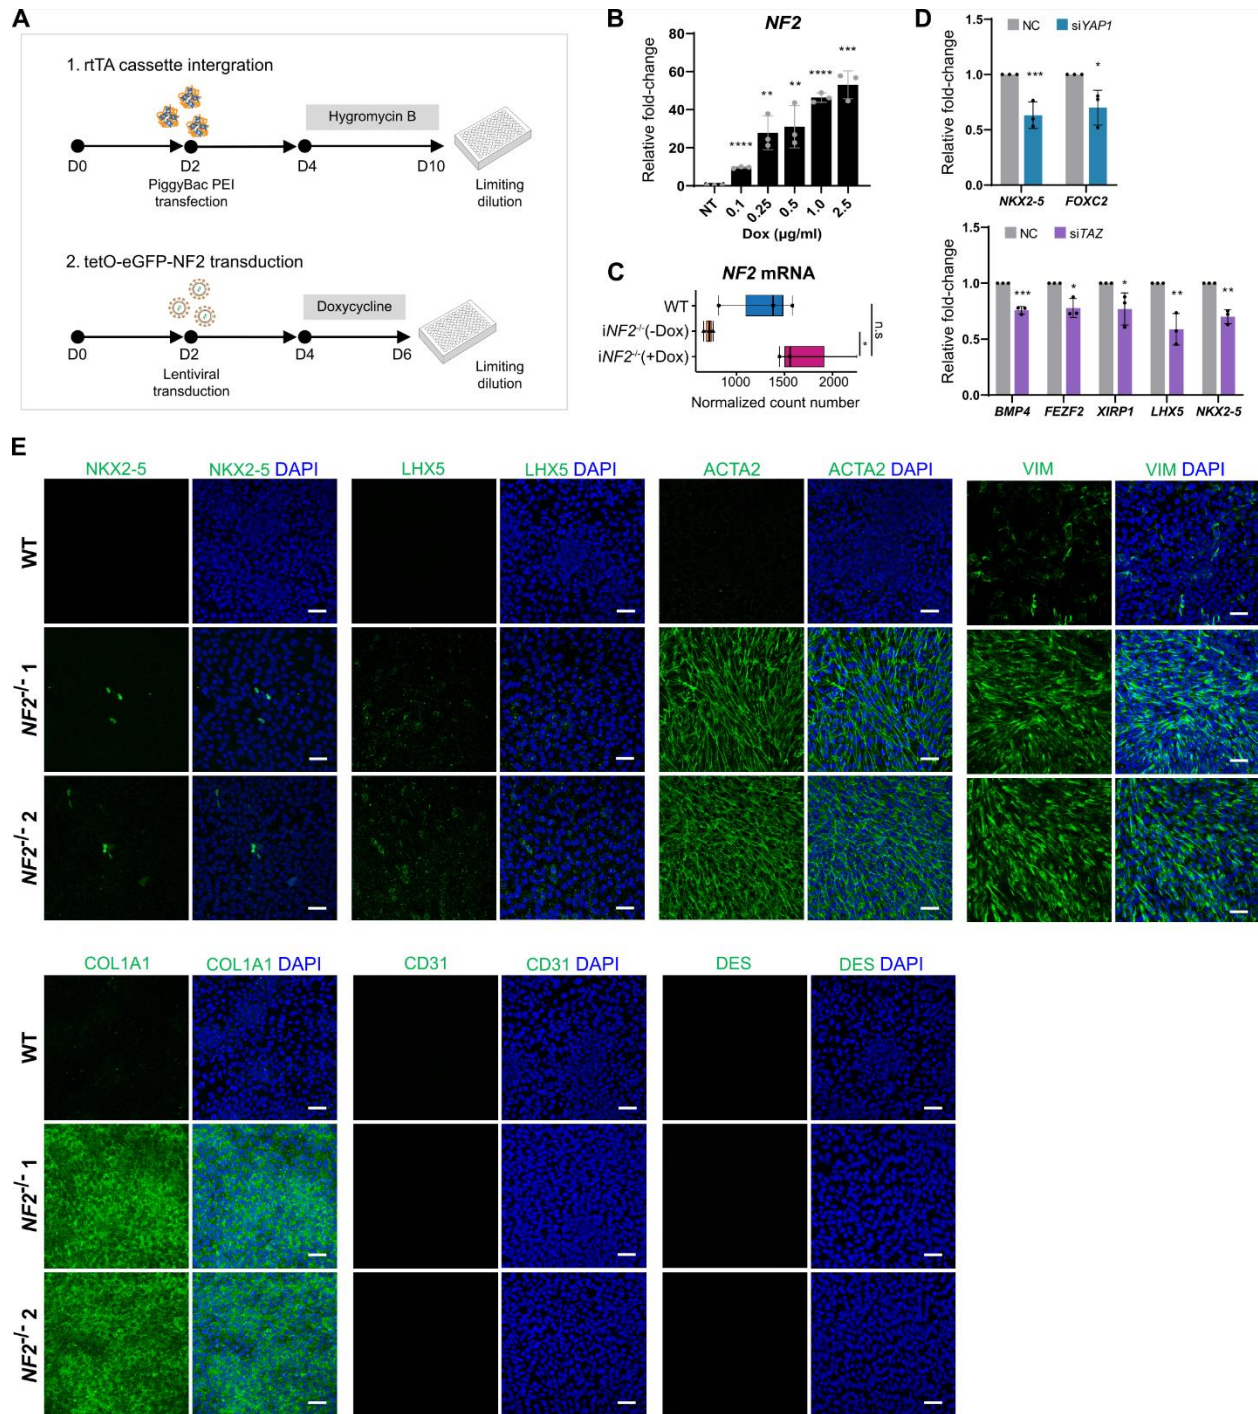 A
1. rtTA cassette intergration
Hygromycin B
D0
D2
D4
D10
PiggyBac PEI
transfection
Limiting
dilution
2. tetO-eGFP-NF2 transduction
Doxycycline
D0
D2
D4
D6
Lentiviral
transduction
Limiting
dilution
B
NF2
Relative fold-change
80
60
40
20
0
****
**
**
****
***
NT
0.1
0.25
0.5
1.0
2.5
Dox (µg/ml)
C
NF2 mRNA
WT
iNF2-/-(-Dox)
iNF2-/-(+Dox)
n.s
*
1000
1500
2000
Normalized count number
D
NC
siYAP1
Relative fold-change
1.5
1.0
0.5
0.0
***
*
NKX2-5
FOXC2
NC
siTAZ
Relative fold-change
1.5
1.0
0.5
0.0
***
*
*
**
**
BMP4
FEZF2
XIRP1
LHX5
NKX2-5
E
NKX2-5
NKX2-5 DAPI
LHX5
LHX5 DAPI
ACTA2
ACTA2 DAPI
VIM
VIM DAPI
WT
NF2-/- 1
NF2-/- 2
COL1A1
COL1A1 DAPI
CD31
CD31 DAPI
DES
DES DAPI
WT
NF2-/- 1
NF2-/- 2